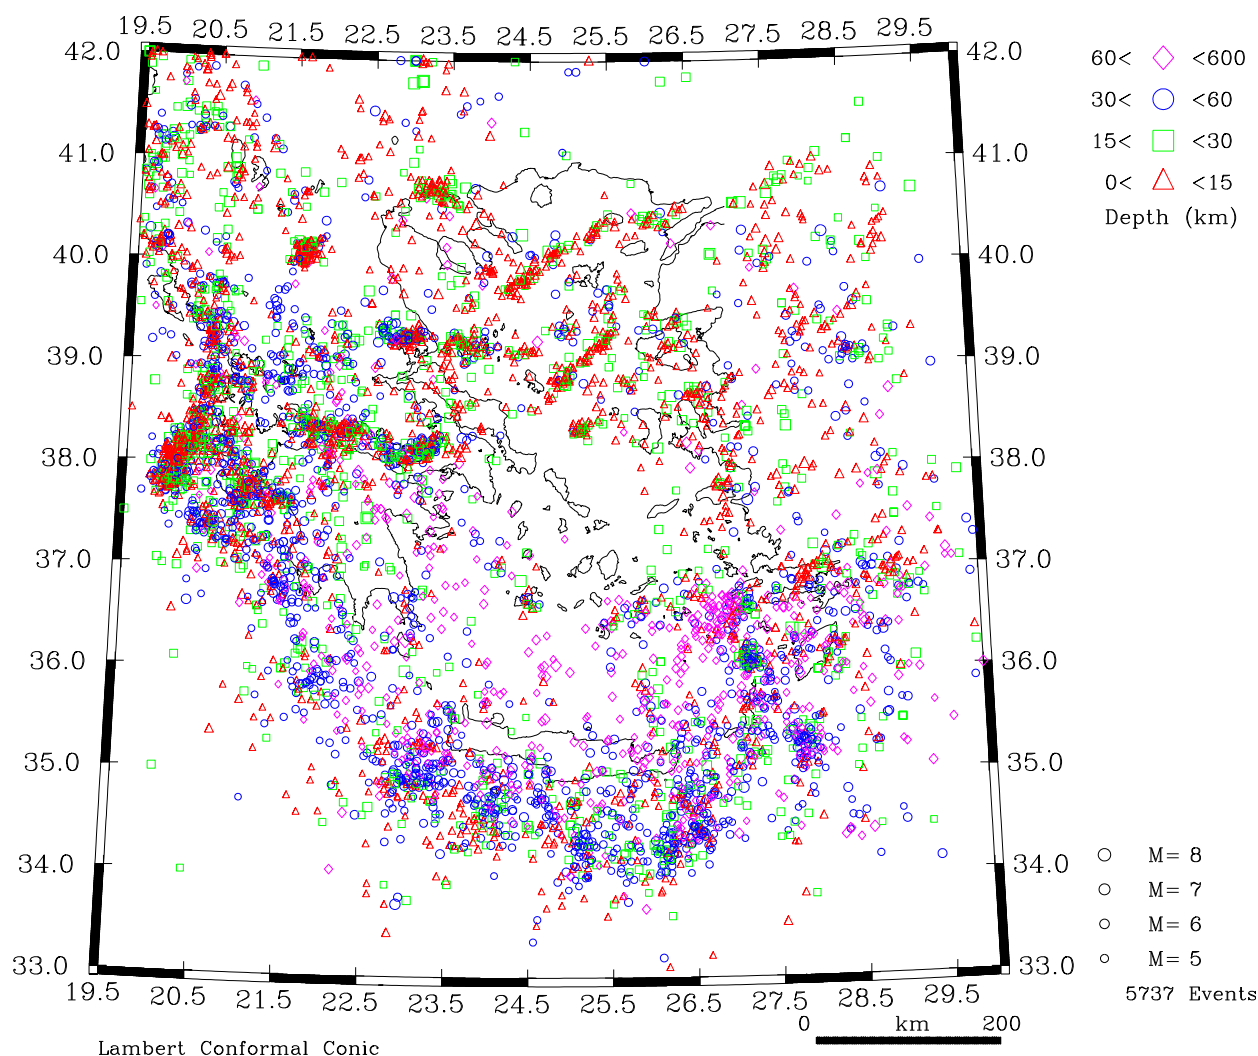 19.5 20.5 21.5 22.5 23.5 24.5 25.5 26.5 27.5 28.5 29.5
42.0 42.0
60< <600
30< <60
41.0 41.0
15< <30
0< <15
Depth (km)
40.0 40.0
39.0 39.0
38.0 38.0
37.0 37.0
36.0 36.0
35.0 35.0
34.0 34.0
M= 8
M= 7
M= 6
M= 5
33.0 33.0
19.5 20.5 21.5 22.5 23.5 24.5 25.5 26.5 27.5 28.5 29.5
5737 Events
0 km 200
Lambert Conformal Conic